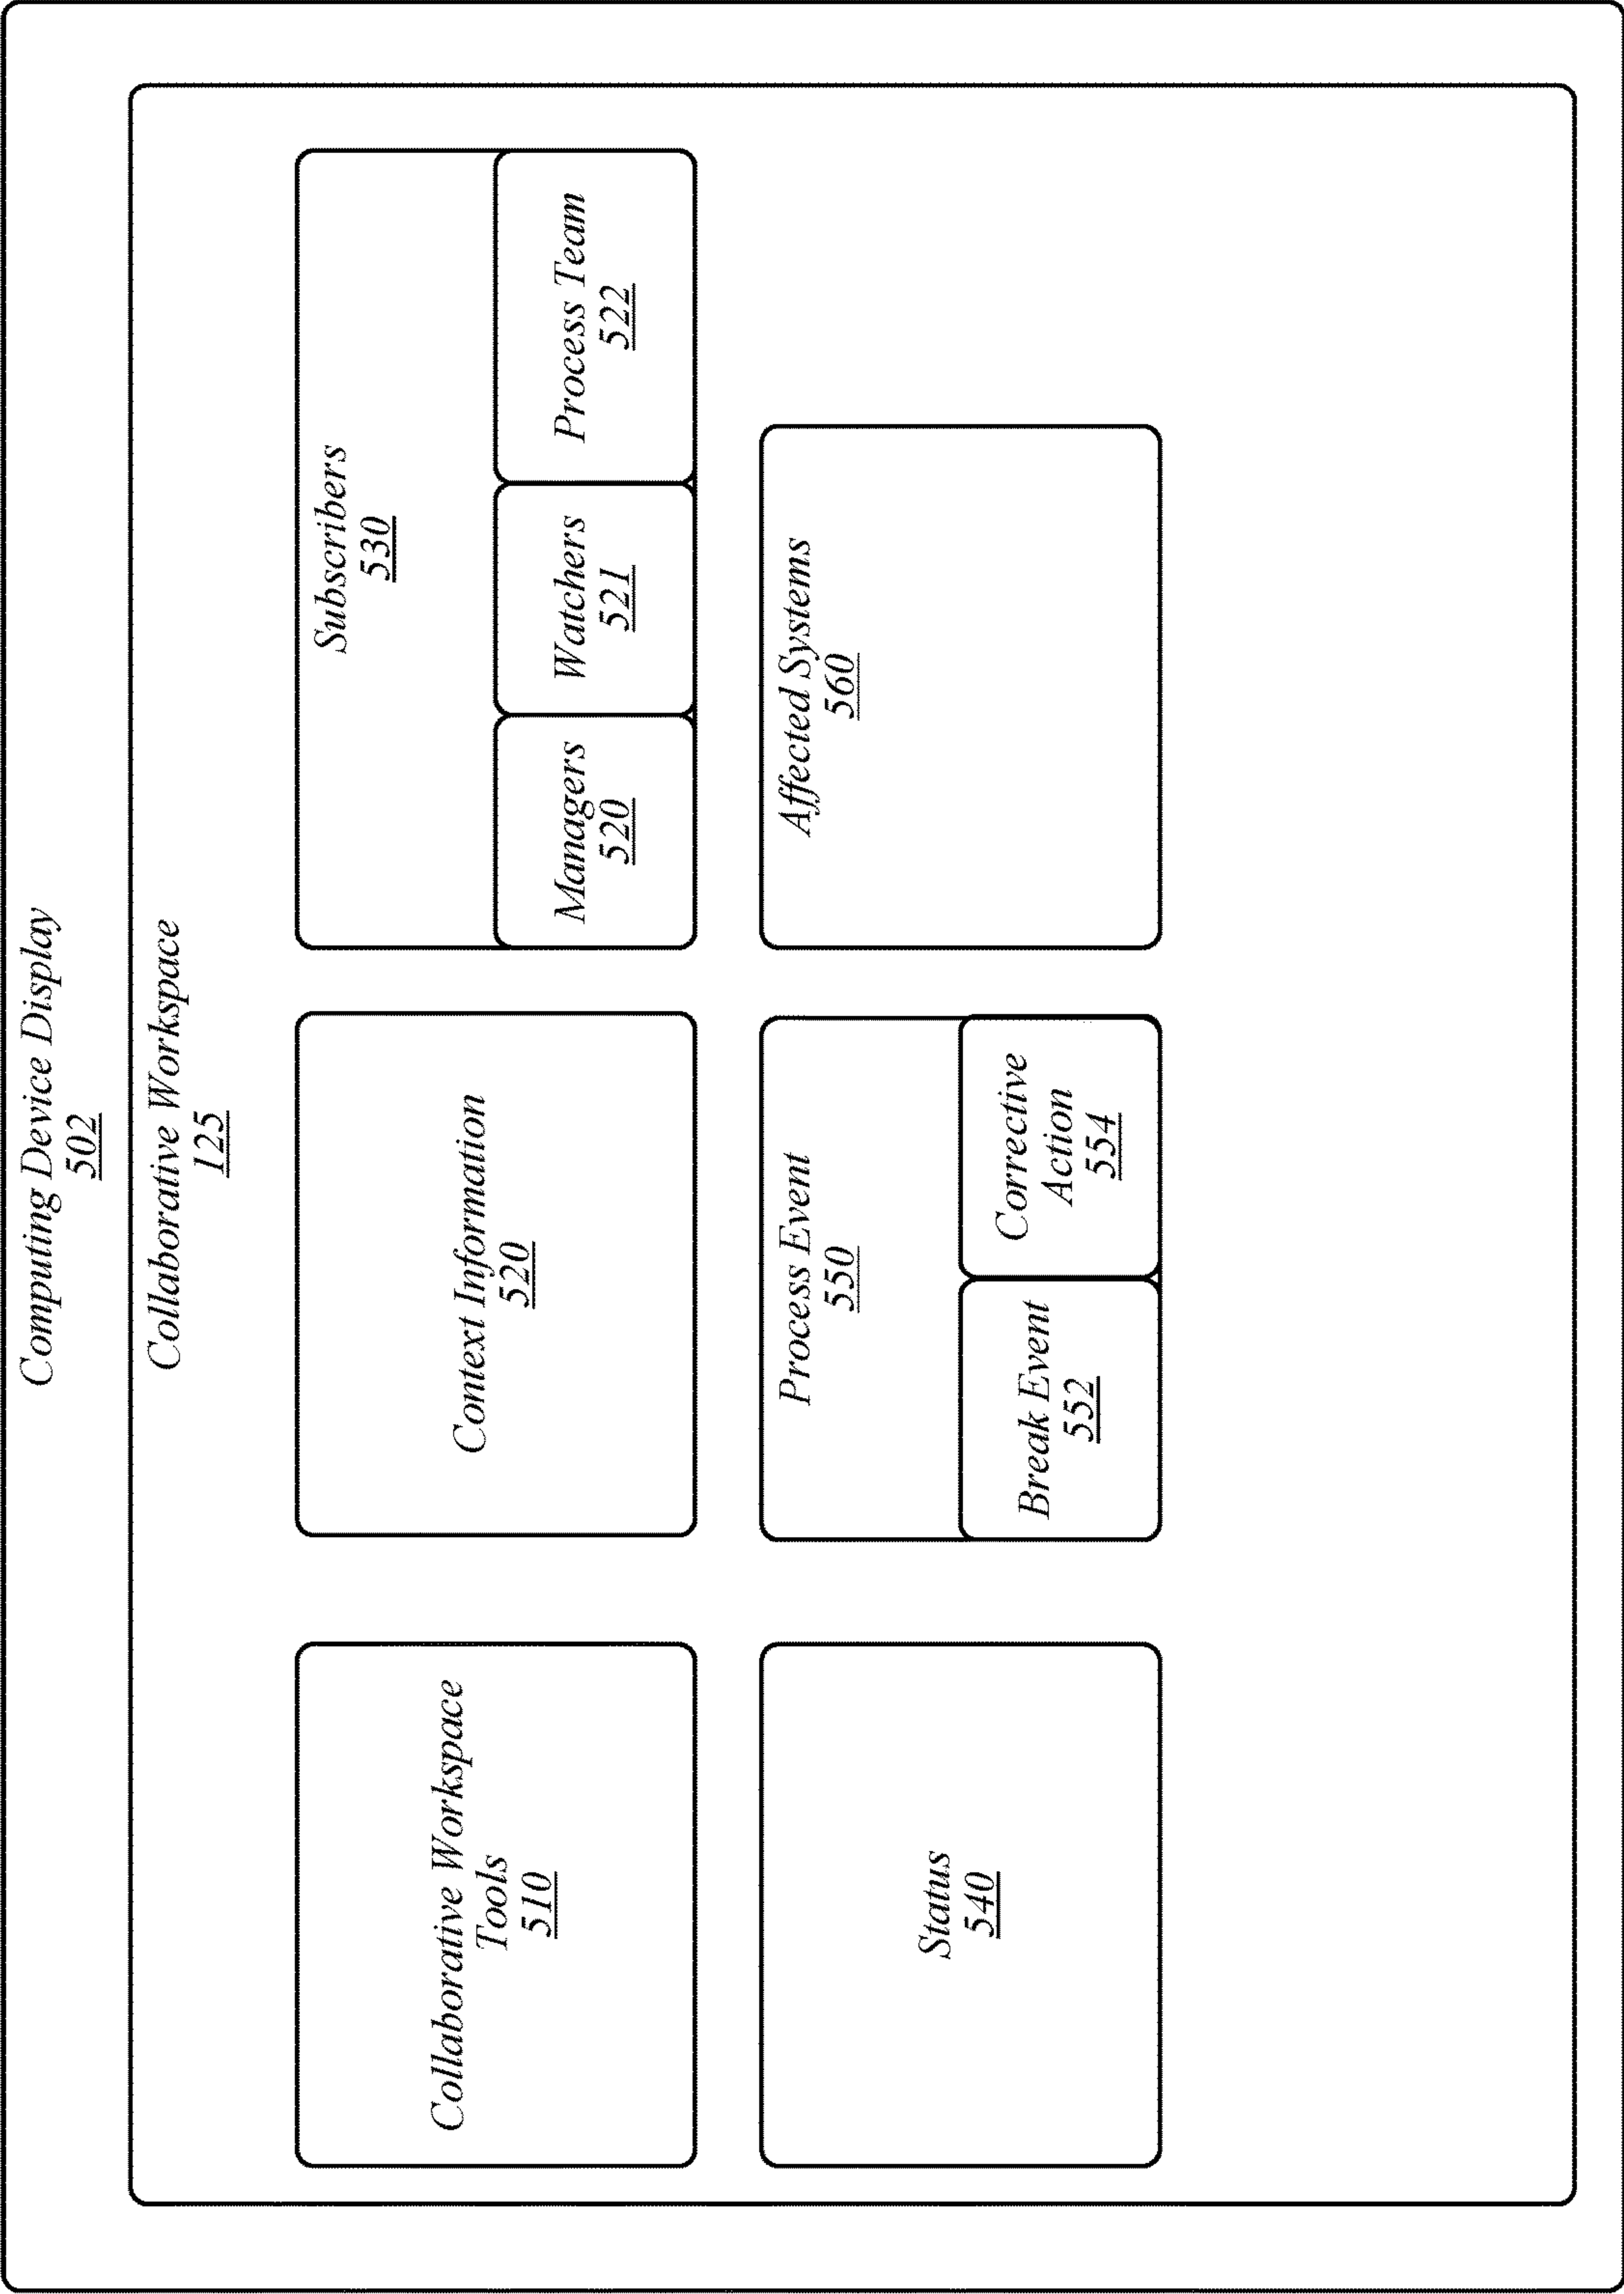 Computing Device Display
502
Collaborative Workspace
125
Collaborative Workspace
Tools
510
Context Information
520
Subscribers
530
Managers
520
Watchers
521
Process Team
522
Status
540
Process Event
550
Break Event
552
Corrective
Action
554
Affected Systems
560